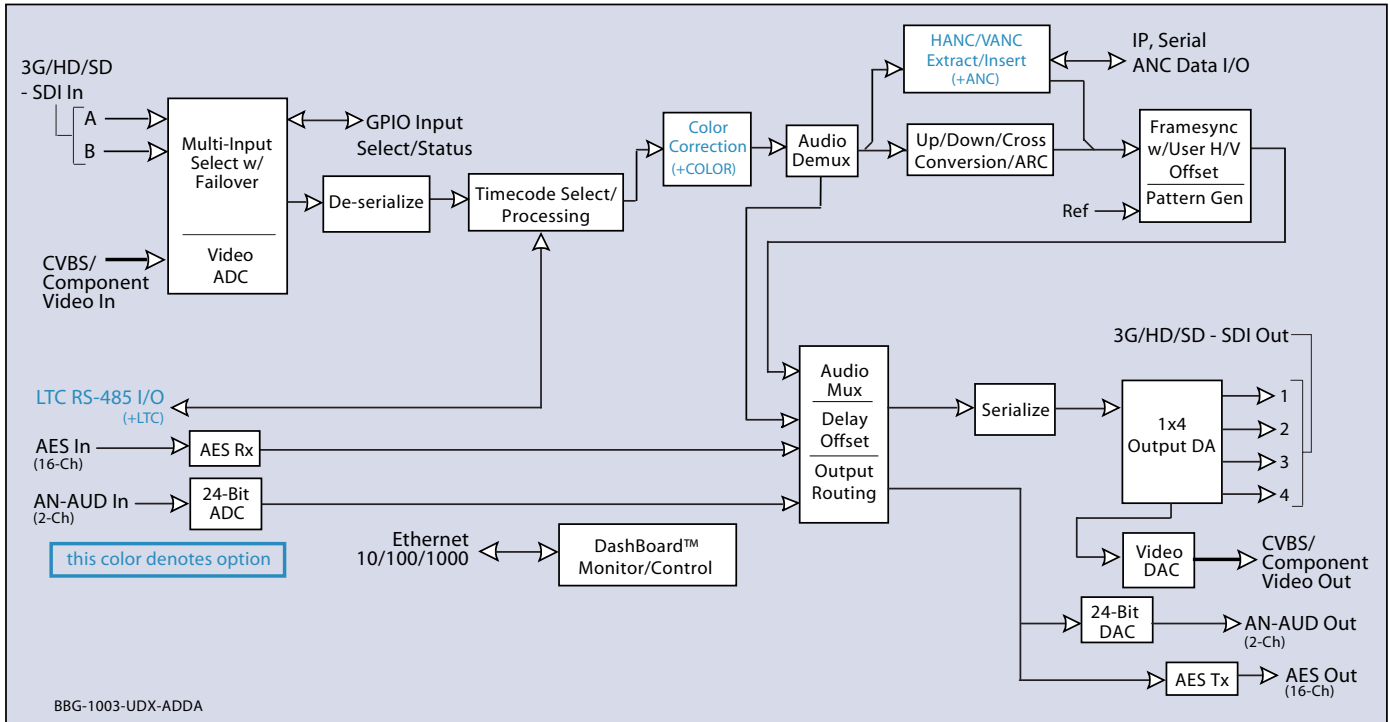 3G/HD/SD
- SDI In
A
B
Multi-Input
Select w/
Failover
Video
ADC
CVBS/
Component
Video In
GPIO Input
Select/Status
De-serialize
Timecode Select/
Processing
Color
Correction
(+COLOR)
Audio
Demux
HANC/VANC
Extract/Insert
(+ANC)
IP, Serial
ANC Data I/O
Up/Down/Cross
Conversion/ARC
Framesync
w/User H/V
Offset
Pattern Gen
Ref
LTC RS-485 I/O
(+LTC)
AES In
(16-Ch)
AES Rx
AN-AUD In
(2-Ch)
24-Bit
ADC
this color denotes option
Ethernet
10/100/1000
DashBoard™
Monitor/Control
Audio
Mux
Delay
Offset
Output
Routing
Serialize
1x4
Output DA
3G/HD/SD - SDI Out
1
2
3
4
Video
DAC
CVBS/
Component
Video Out
24-Bit
DAC
AN-AUD Out
(2-Ch)
AES Tx
AES Out
(16-Ch)
BBG-1003-UDX-ADDA